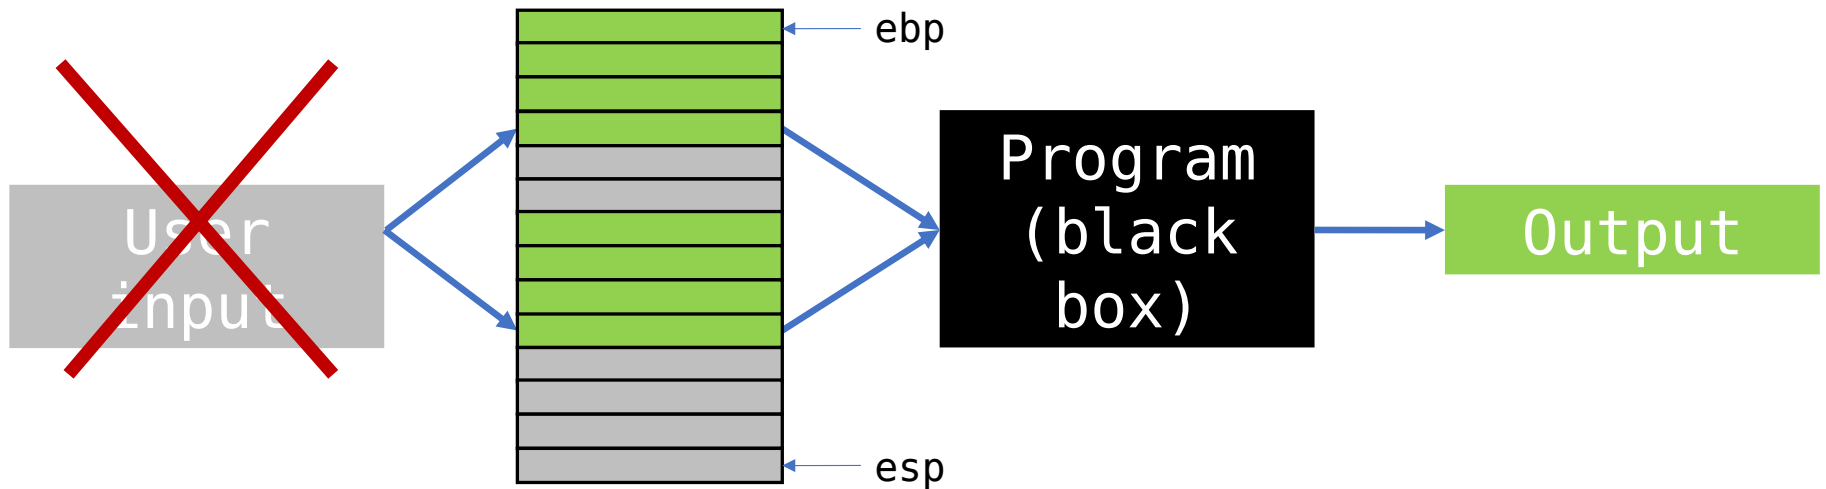 ebp
Program
(black
box)
User
input
Output
esp